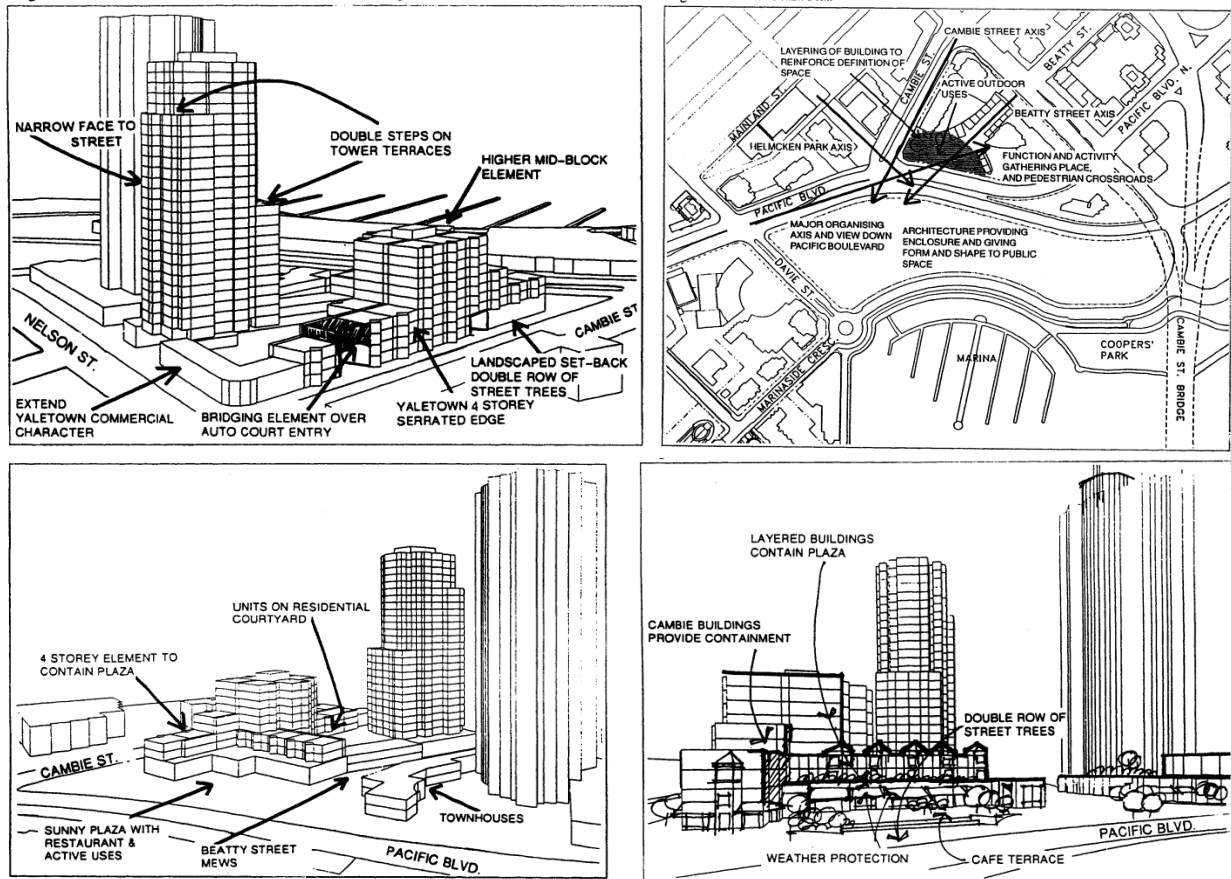 NARROW FACE TO
STREET
DOUBLE STEPS ON
TOWER TERRACES
HIGHER MID-BLOCK
ELEMENT
NELSON ST.
CAMBIE ST
LANDSCAPED SET-BACK
DOUBLE ROW OF
STREET TREES
EXTEND
YALETOWN COMMERCIAL
CHARACTER
BRIDGING ELEMENT OVER
AUTO COURT ENTRY
YALETOWN 4 STOREY
SERRATED EDGE
CAMBIE STREET AXIS
LAYERING OF BUILDING TO
REINFORCE DEFINITION OF
SPACE
CAMBIE ST.
BEATTY ST.
ACTIVE OUTDOOR
USES
MAINLAND ST.
PACIFIC BLVD. N.
BEATTY STREET AXIS
HELMCKEN PARK AXIS
FUNCTION AND ACTIVITY
GATHERING PLACE,
AND PEDESTRIAN CROSSROADS
PACIFIC BLVD.
MAJOR ORGANISING
AXIS AND VIEW DOWN
PACIFIC BOULEVARD
ARCHITECTURE PROVIDING
ENCLOSURE AND GIVING
FORM AND SHAPE TO PUBLIC
SPACE
DAVIE ST.
MARINASIDE CRESC.
MARINA
COOPERS'
PARK
CAMBIE ST. BRIDGE
UNITS ON RESIDENTIAL
COURTYARD
4 STOREY ELEMENT TO
CONTAIN PLAZA
CAMBIE ST.
SUNNY PLAZA WITH
RESTAURANT &
ACTIVE USES
BEATTY STREET
MEWS
TOWNHOUSES
PACIFIC BLVD.
LAYERED BUILDINGS
CONTAIN PLAZA
CAMBIE BUILDINGS
PROVIDE CONTAINMENT
DOUBLE ROW OF
STREET TREES
WEATHER PROTECTION
CAFE TERRACE
PACIFIC BLVD.